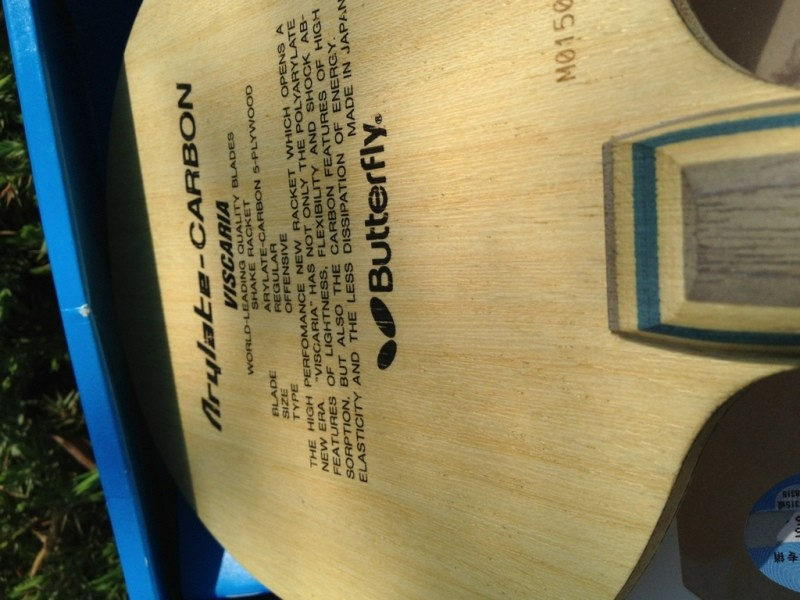 Arylate-CARBON
VISCARIA
WORLD-LEADING QUALITY BLADES
SHAKE RACKET
BLADE ARYLATE-CARBON 5-PLYWOOD
SIZE REGULAR
TYPE OFFENSIVE
THE HIGH PERFOMANCE NEW RACKET WHICH OPENS A
NEW ERA. "VISCARIA" HAS NOT ONLY THE POLYARYLATE
FEATURES OF LIGHTNESS, FLEXIBILITY AND SHOCK AB-
SORPTION, BUT ALSO THE CARBON FEATURES OF HIGH
ELASTICITY AND THE LESS DISSIPATION OF ENERGY.
MADE IN JAPAN
Butterfly®
M0150
专销